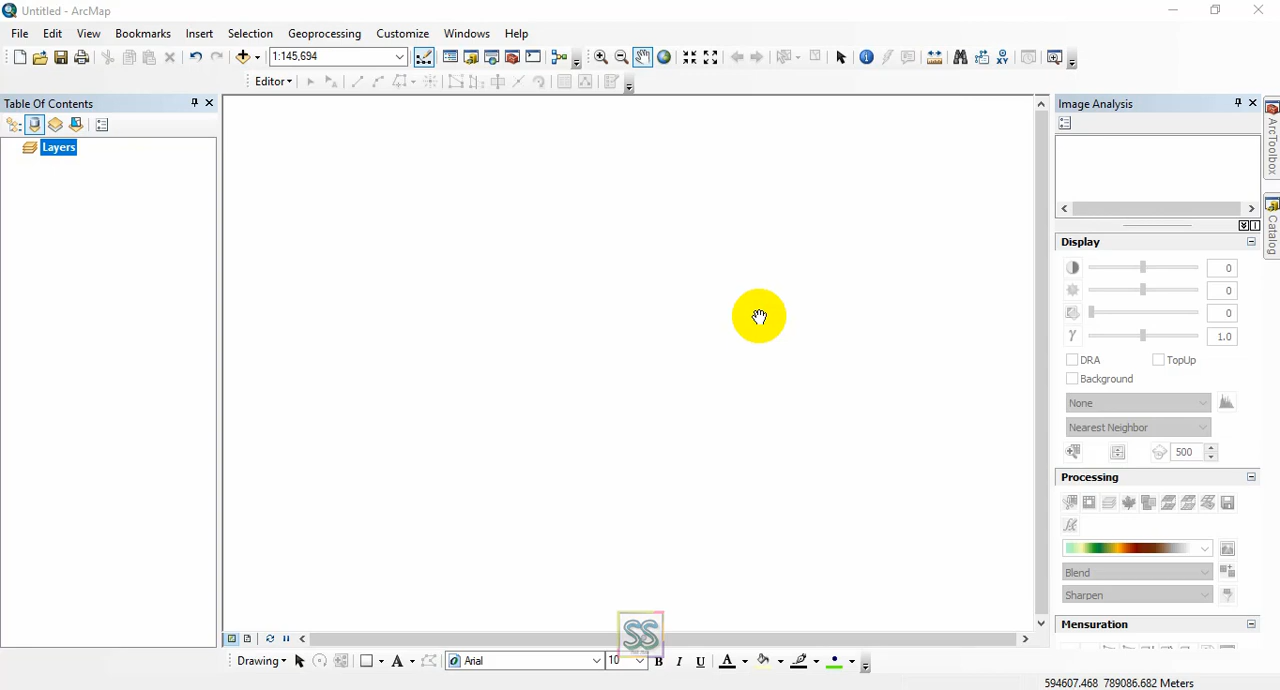 Untitled - ArcMap
File Edit View Bookmarks Insert Selection Geoprocessing Customize Windows Help
1:145,694
Editor
Table Of Contents
Layers
Image Analysis
ArcToolbox
Catalog
Display
0
0
0
1.0
DRA TopUp
Background
None
Nearest Neighbor
500
Processing
Blend
Sharpen
Mensuration
SS
Drawing A Arial 10 B I U A
594607.468 789086.682 Meters